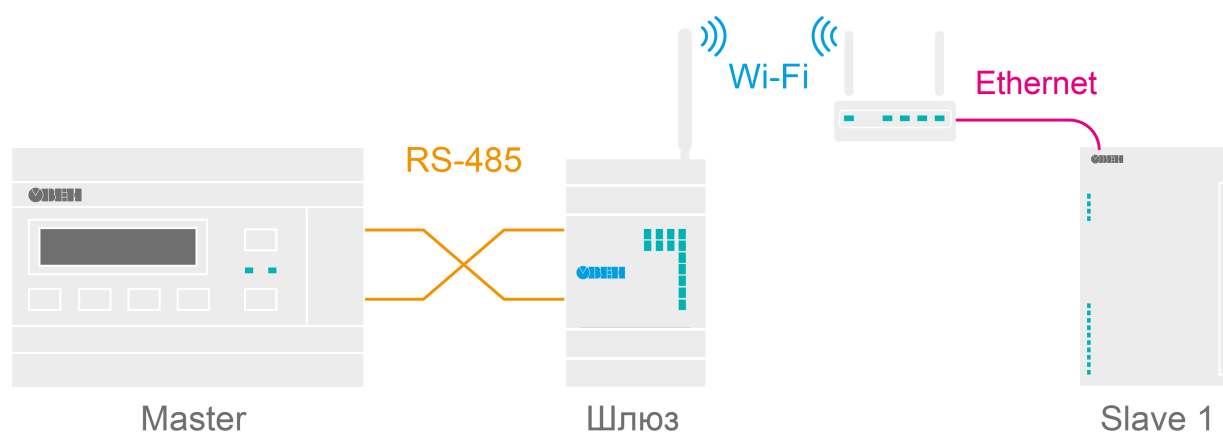 Wi-Fi
Ethernet
RS-485
ОВЕН
ОВЕН
ОВЕН
Master
Шлюз
Slave 1